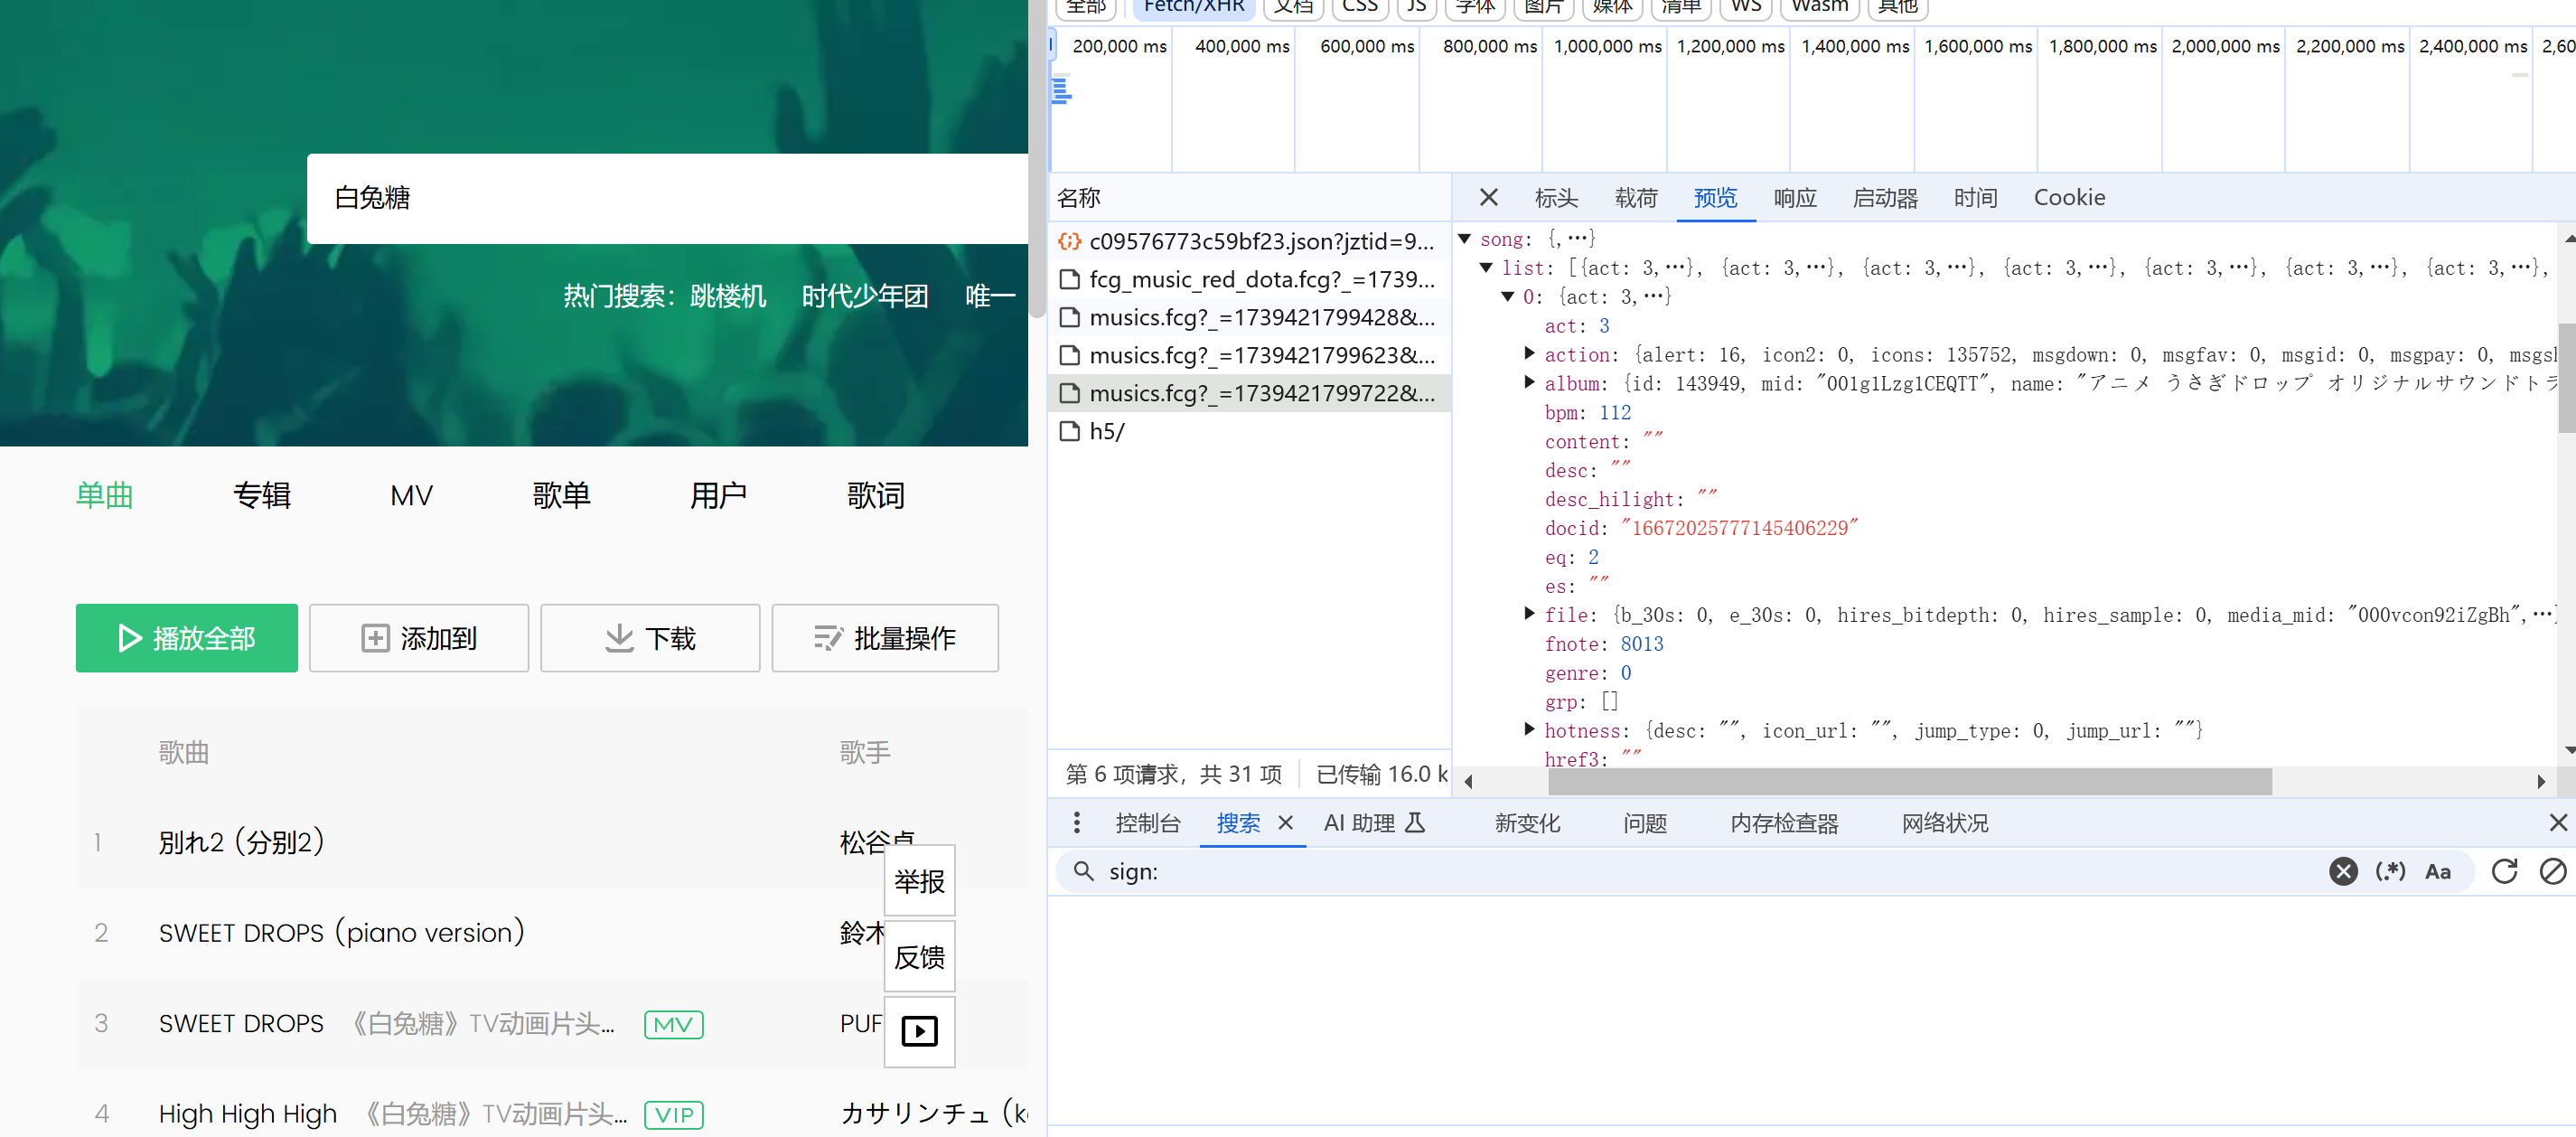 白兔糖
热门搜索：跳楼机 时代少年团 唯一
单曲 专辑 MV 歌单 用户 歌词
播放全部 添加到 下载 批量操作
歌曲 歌手
1 別れ2（分别2） 松谷卓
2 SWEET DROPS（piano version） 鈴木
3 SWEET DROPS 《白兔糖》TV动画片头... MV PUF
4 High High High 《白兔糖》TV动画片头... VIP カサリンチュ（k
举报
反馈
全部 Fetch/XHR 文档 CSS JS 字体 图片 媒体 清单 WS Wasm 其他
200,000 ms 400,000 ms 600,000 ms 800,000 ms 1,000,000 ms 1,200,000 ms 1,400,000 ms 1,600,000 ms 1,800,000 ms 2,000,000 ms 2,200,000 ms 2,400,000 ms 2,60
名称
c09576773c59bf23.json?jztid=9...
fcg_music_red_dota.fcg?_=1739...
musics.fcg?_=1739421799428&...
musics.fcg?_=1739421799623&...
musics.fcg?_=1739421799722&...
h5/
第 6 项请求，共 31 项 已传输 16.0 k
标头 载荷 预览 响应 启动器 时间 Cookie
song: {,…}
list: [{act: 3,…}, {act: 3,…}, {act: 3,…}, {act: 3,…}, {act: 3,…}, {act: 3,…}, {act: 3,…},
0: {act: 3,…}
act: 3
action: {alert: 16, icon2: 0, icons: 135752, msgdown: 0, msgfav: 0, msgid: 0, msgpay: 0, msgsh
album: {id: 143949, mid: "001g1Lzg1CEQTT", name: "アニメ うさぎドロップ オリジナルサウンドトラ
bpm: 112
content: ""
desc: ""
desc_hilight: ""
docid: "16672025777145406229"
eq: 2
es: ""
file: {b_30s: 0, e_30s: 0, hires_bitdepth: 0, hires_sample: 0, media_mid: "000vcon92iZgBh",…}
fnote: 8013
genre: 0
grp: []
hotness: {desc: "", icon_url: "", jump_type: 0, jump_url: ""}
href3: ""
控制台 搜索 AI 助理 新变化 问题 内存检查器 网络状况
sign: (.*) Aa